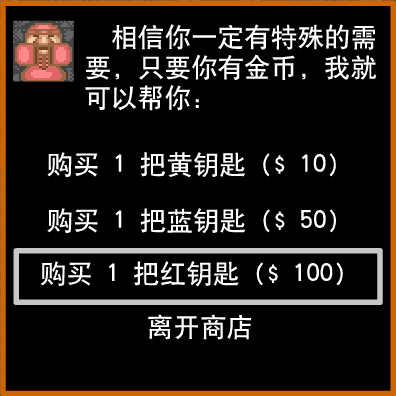 相信你一定有特殊的需
要，只要你有金币，我就
可以帮你：
购买 1 把黄钥匙（$ 10）
购买 1 把蓝钥匙（$ 50）
购买 1 把红钥匙（$ 100）
离开商店